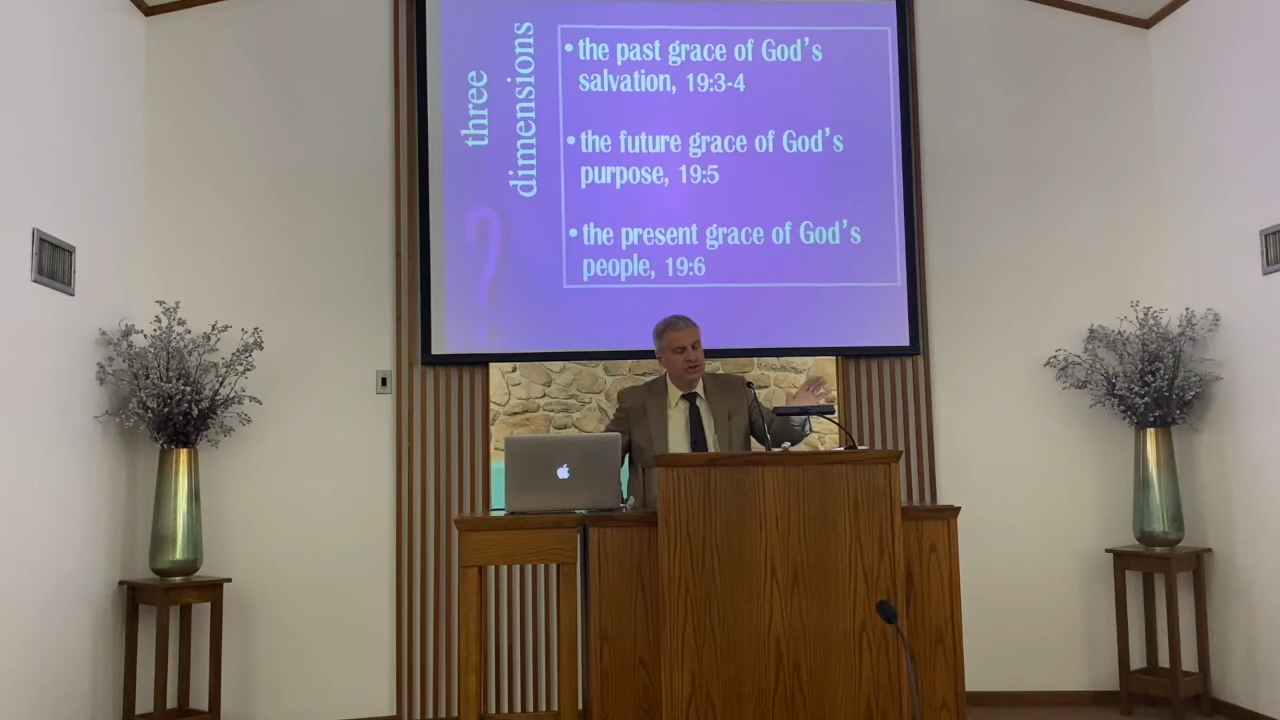 three
dimensions
?
•the past grace of God's
salvation, 19:3-4
•the future grace of God's
purpose, 19:5
•the present grace of God's
people, 19:6